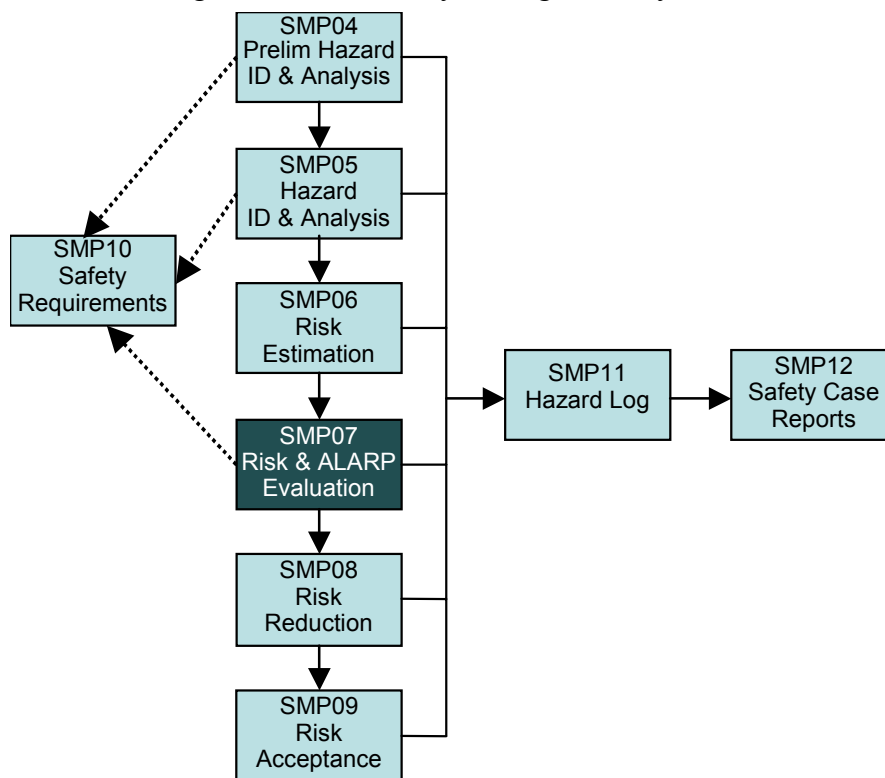 SMP04
Prelim Hazard
ID & Analysis
SMP05
Hazard
ID & Analysis
SMP10
Safety
Requirements
SMP06
Risk
Estimation
SMP11
Hazard Log
SMP12
Safety Case
Reports
SMP07
Risk & ALARP
Evaluation
SMP08
Risk
Reduction
SMP09
Risk
Acceptance